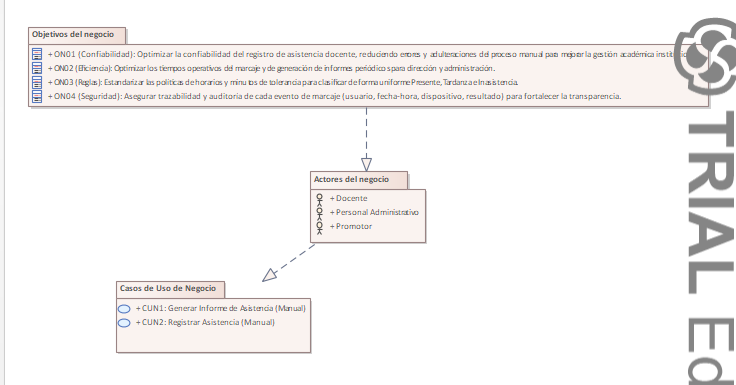 Objetivos del negocio
+ ON01 (Confiabilidad): Optimizar la confiabilidad del registro de asistencia docente, reduciendo errores y adulteraciones del proceso manual para mejorar la gestión académica
+ ON02 (Eficiencia): Optimizar los tiempos operativos del marcaje y de generación de informes periódicos para dirección y administración.
+ ON03 (Reglas): Estandarizar las políticas de horarios y minutos de tolerancia para clasificar de forma uniforme Presente, Tardanza e Inasistencia.
+ ON04 (Seguridad): Asegurar trazabilidad y auditoría de cada evento de marcaje (usuario, fecha-hora, dispositivo, resultado) para fortalecer la transparencia.
Actores del negocio
+ Docente
+ Personal Administrativo
+ Promotor
Casos de Uso de Negocio
+ CUN1: Generar Informe de Asistencia (Manual)
+ CUN2: Registrar Asistencia (Manual)
TRIAL Ed